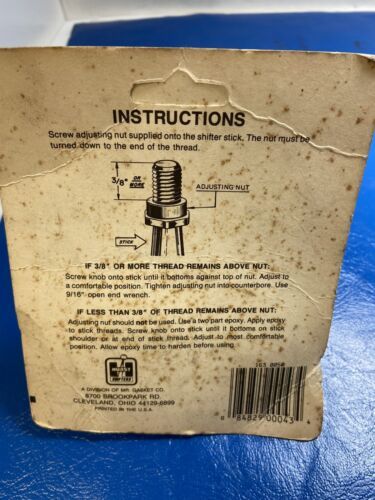 INSTRUCTIONS
Screw adjusting nut supplied onto the shifter stick. The nut must be
turned down to the end of the thread.
3/8" OR
MORE
ADJUSTING NUT
STICK
IF 3/8" OR MORE THREAD REMAINS ABOVE NUT:
Screw knob onto stick until it bottoms against top of nut. Adjust to
a comfortable position. Tighten adjusting nut into counterbore. Use
9/16" open end wrench.
IF LESS THAN 3/8" OF THREAD REMAINS ABOVE NUT:
Adjusting nut should not be used. Use a two part epoxy. Apply epoxy
to stick threads. Screw knob onto stick until it bottoms on stick
shoulder or at end of stick thread. Adjust to most comfortable
position. Allow epoxy time to harden before using.
HURST
SHIFTERS
A DIVISION OF MR. GASKET CO.
8700 BROOKPARK RD.
CLEVELAND, OHIO 44129-6899
PRINTED IN THE U.S.A.
163 0250
84829 00043